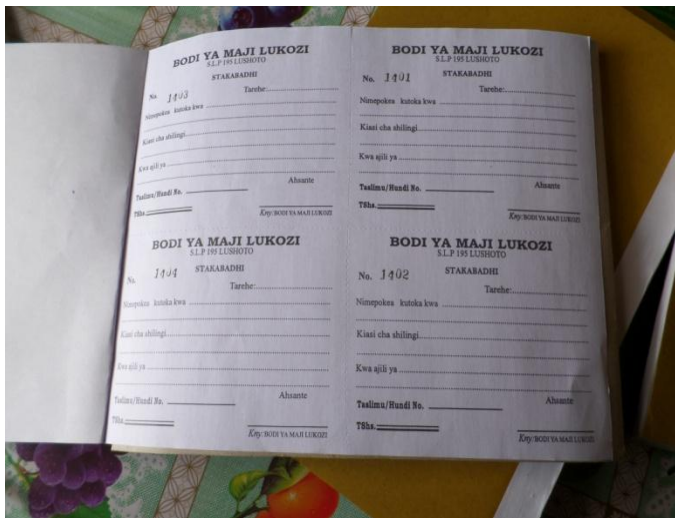 BODI YA MAJI LUKOZI
S.L.P 195 LUSHOTO
STAKABADHI
No. 1403 Tarehe:
Nimepokea kutoka kwa
Kiasi cha shilingi
Kwa ajili ya
Ahsante
Taslimu/Hundi No.
TShs.
Kny: BODI YA MAJI LUKOZI
BODI YA MAJI LUKOZI
S.L.P 195 LUSHOTO
No. 1401 STAKABADHI
Tarehe:
Nimepokea kutoka kwa
Kiasi cha shilingi
Kwa ajili ya
Taslimu/Hundi No. Ahsante
TShs.
Kny: BODI YA MAJI LUKOZI
BODI YA MAJI LUKOZI
S.L.P 195 LUSHOTO
No. 1404 STAKABADHI
Tarehe:
Nimepokea kutoka kwa
Kiasi cha shilingi
Kwa ajili ya
Taslimu/Hundi No. Ahsante
TShs.
Kny: BODI YA MAJI LUKOZI
BODI YA MAJI LUKOZI
S.L.P 195 LUSHOTO
No. 1402 STAKABADHI
Tarehe:
Nimepokea kutoka kwa
Kiasi cha shilingi
Kwa ajili ya
Taslimu/Hundi No. Ahsante
TShs.
Kny: BODI YA MAJI LUKOZI